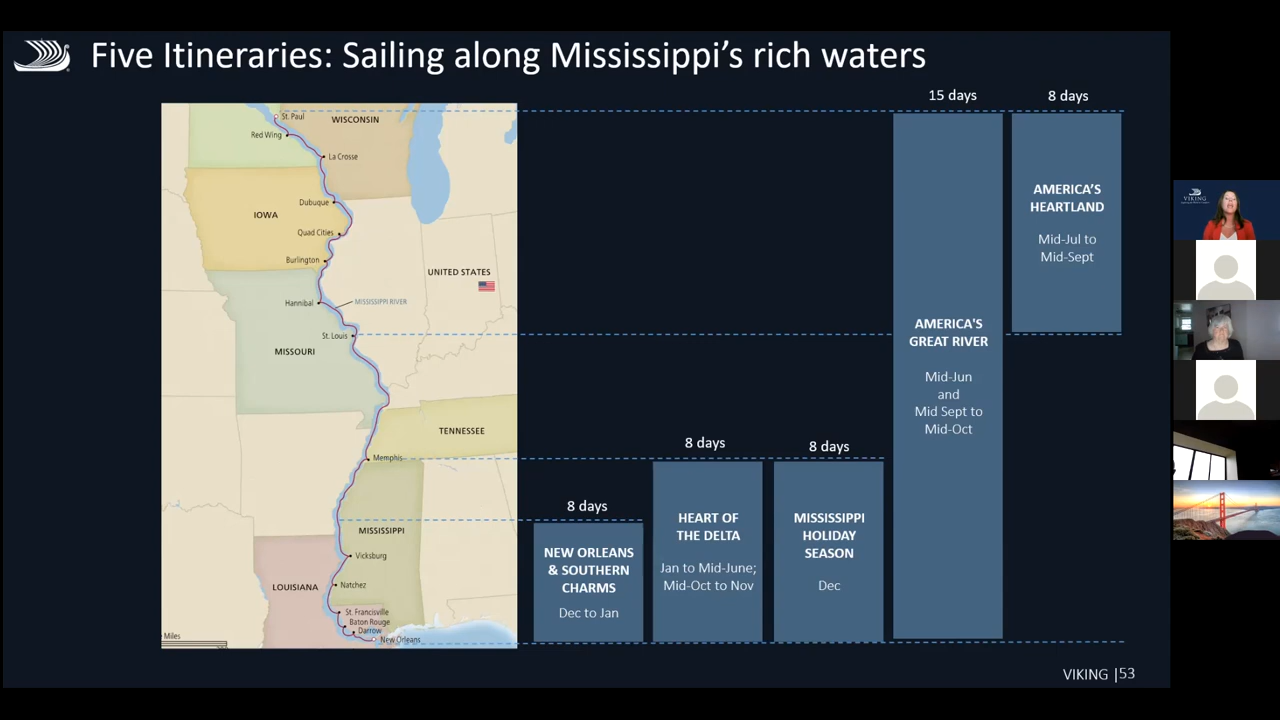 Five Itineraries: Sailing along Mississippi's rich waters
15 days
8 days
St. Paul
WISCONSIN
Red Wing
La Crosse
IOWA
Dubuque
Quad Cities
Burlington
UNITED STATES
Hannibal
MISSISSIPPI RIVER
St. Louis
MISSOURI
TENNESSEE
Memphis
MISSISSIPPI
Vicksburg
LOUISIANA
Natchez
St. Francisville
Baton Rouge
Darrow
New Orleans
Miles
8 days
NEW ORLEANS
& SOUTHERN
CHARMS
Dec to Jan
8 days
HEART OF
THE DELTA
Jan to Mid-June;
Mid-Oct to Nov
8 days
MISSISSIPPI
HOLIDAY
SEASON
Dec
AMERICA'S
GREAT RIVER
Mid-Jun
and
Mid Sept to
Mid-Oct
AMERICA'S
HEARTLAND
Mid-Jul to
Mid-Sept
VIKING |53
VIKING